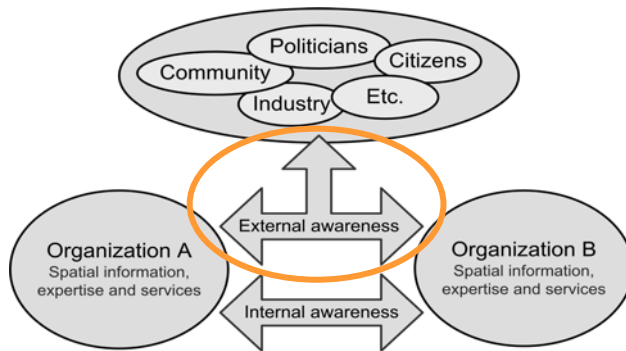 Politicians
Community
Citizens
Industry
Etc.
External awareness
Organization A
Spatial information,
expertise and services
Organization B
Spatial information,
expertise and services
Internal awareness